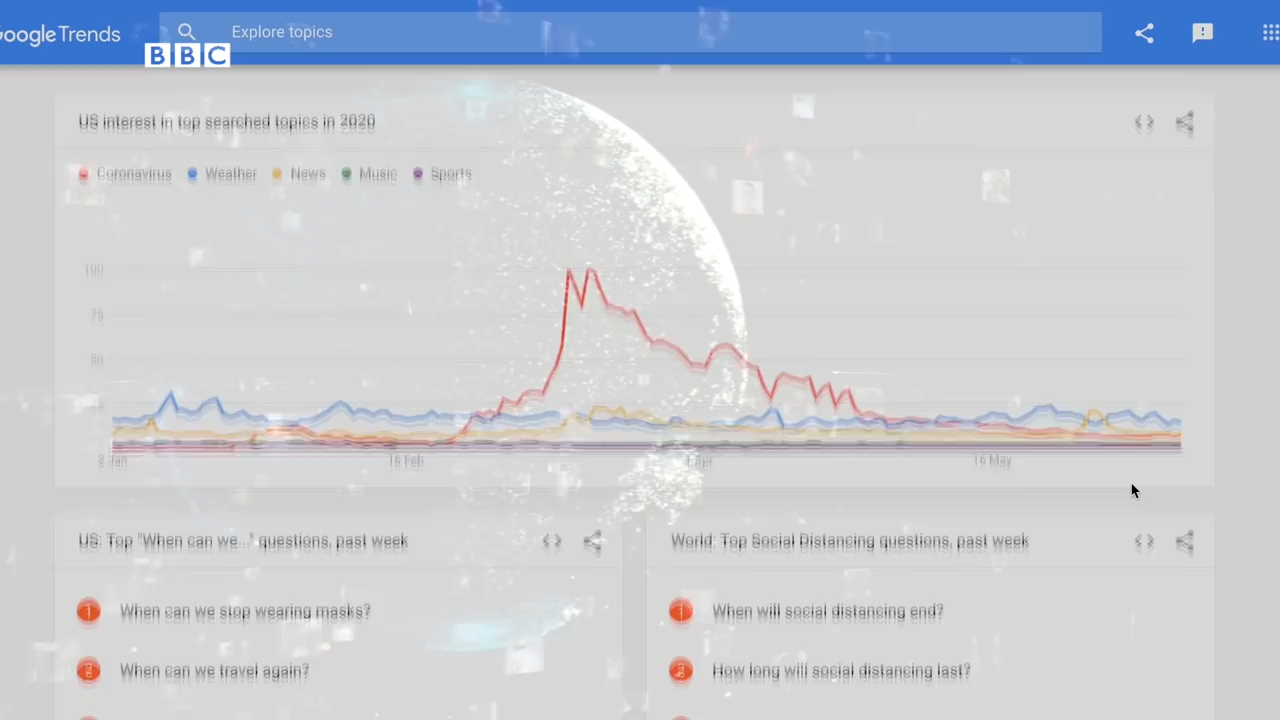 Google Trends
Explore topics
BBC
US interest in top searched topics in 2020
Coronavirus Weather News Music Sports
100
75
50
Jan 16 Feb 1 Apr 16 May
US: Top "When can we..." questions, past week
World: Top Social Distancing questions, past week
1 When can we stop wearing masks?
1 When will social distancing end?
2 When can we travel again?
2 How long will social distancing last?